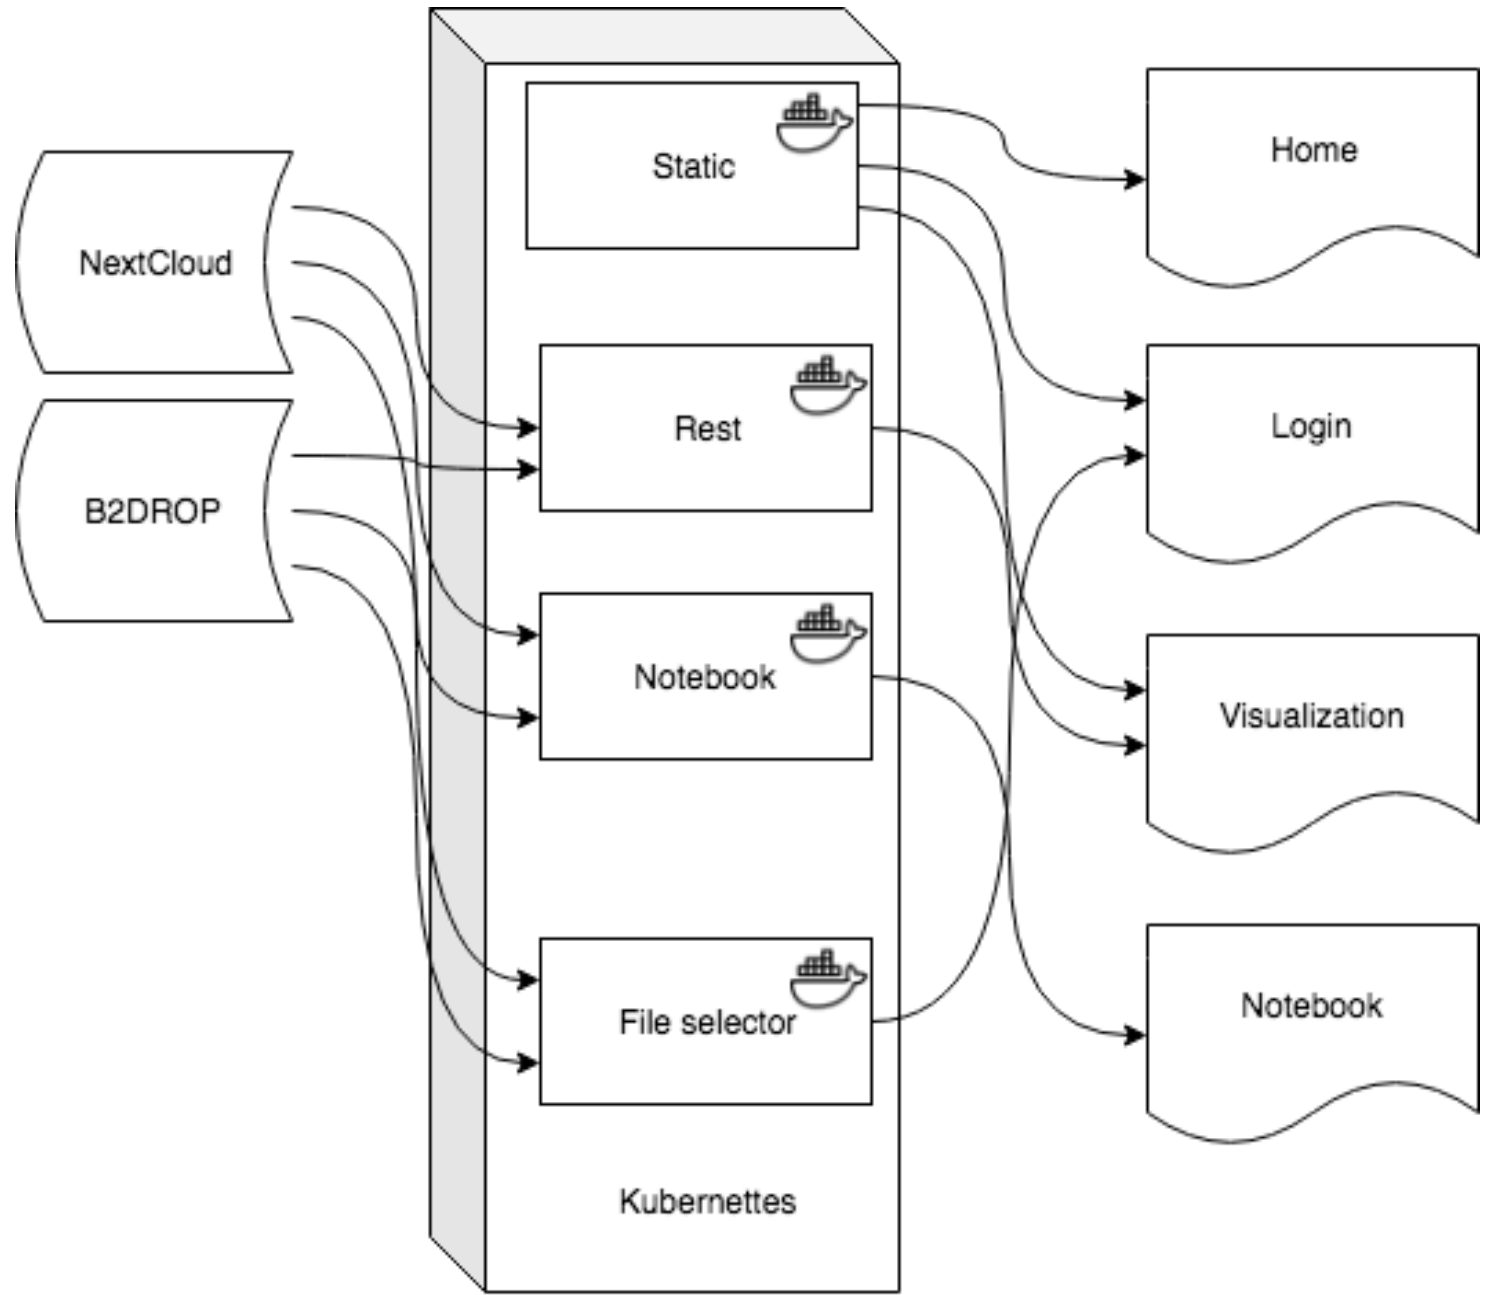 NextCloud
B2DROP
Static
Rest
Notebook
File selector
Kubernettes
Home
Login
Visualization
Notebook